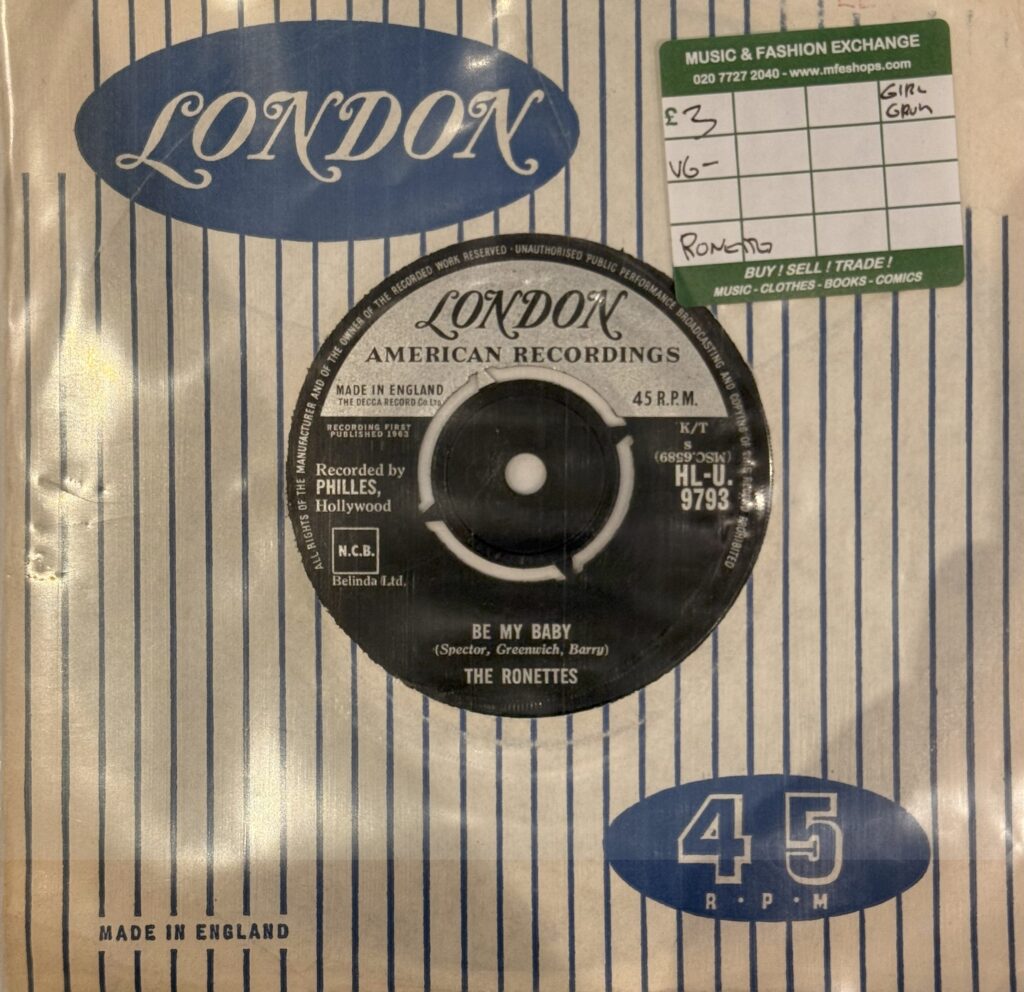 LONDON
MUSIC & FASHION EXCHANGE
020 7727 2040 - www.mfeshops.com
£3
GIRL
VG-
RONETTES
BUY! SELL! TRADE!
MUSIC - CLOTHES - BOOKS - COMICS
ALL RIGHTS OF THE MANUFACTURER AND OF THE OWNER OF THE RECORDED WORK RESERVED · UNAUTHORISED PUBLIC PERFORMANCE BROADCASTING AND COPYING OF THIS RECORD PROHIBITED
LONDON
AMERICAN RECORDINGS
MADE IN ENGLAND
THE DECCA RECORD Co. Ltd.
45 R.P.M.
RECORDING FIRST
PUBLISHED 1963
K/T
S
(MSC.6589)
Recorded by
PHILLES,
Hollywood
HL-U.
9793
N.C.B.
Belinda Ltd.
BE MY BABY
(Spector, Greenwich, Barry)
THE RONETTES
45
R·P·M
MADE IN ENGLAND